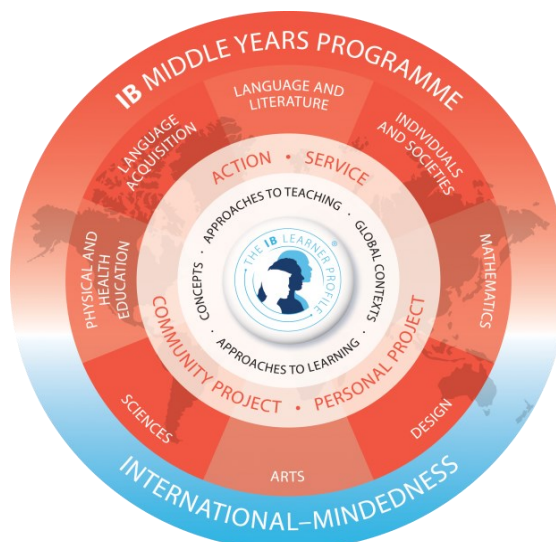 IB MIDDLE YEARS PROGRAMME
LANGUAGE AND
LITERATURE
INDIVIDUALS
AND SOCIETIES
MATHEMATICS
DESIGN
ARTS
SCIENCES
PHYSICAL AND
HEALTH
EDUCATION
LANGUAGE
ACQUISITION
ACTION • SERVICE
PERSONAL PROJECT
•
COMMUNITY PROJECT
APPROACHES TO TEACHING ·
GLOBAL CONTEXTS ·
APPROACHES TO LEARNING ·
CONCEPTS ·
THE IB LEARNER PROFILE
®
INTERNATIONAL–MINDEDNESS